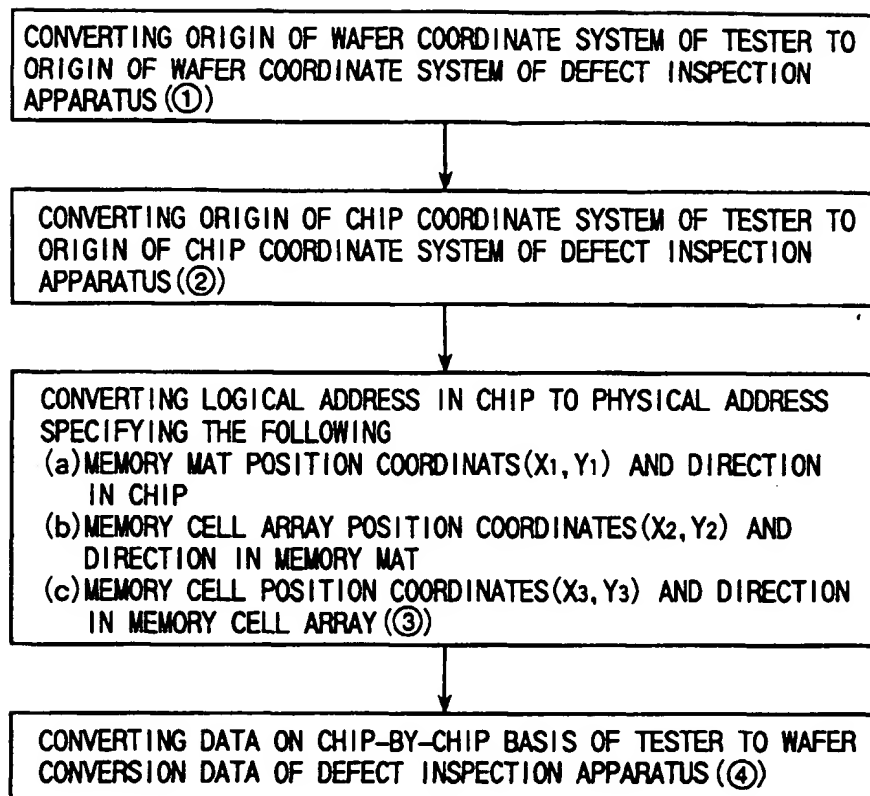 CONVERTING ORIGIN OF WAFER COORDINATE SYSTEM OF TESTER TO
ORIGIN OF WAFER COORDINATE SYSTEM OF DEFECT INSPECTION
APPARATUS(①)
CONVERTING ORIGIN OF CHIP COORDINATE SYSTEM OF TESTER TO
ORIGIN OF CHIP COORDINATE SYSTEM OF DEFECT INSPECTION
APPARATUS(②)
CONVERTING LOGICAL ADDRESS IN CHIP TO PHYSICAL ADDRESS
SPECIFYING THE FOLLOWING
(a)MEMORY MAT POSITION COORDINATS(X1,Y1) AND DIRECTION
IN CHIP
(b)MEMORY CELL ARRAY POSITION COORDINATES(X2,Y2) AND
DIRECTION IN MEMORY MAT
(c)MEMORY CELL POSITION COORDINATES(X3,Y3) AND DIRECTION
IN MEMORY CELL ARRAY(③)
CONVERTING DATA ON CHIP-BY-CHIP BASIS OF TESTER TO WAFER
CONVERSION DATA OF DEFECT INSPECTION APPARATUS(④)